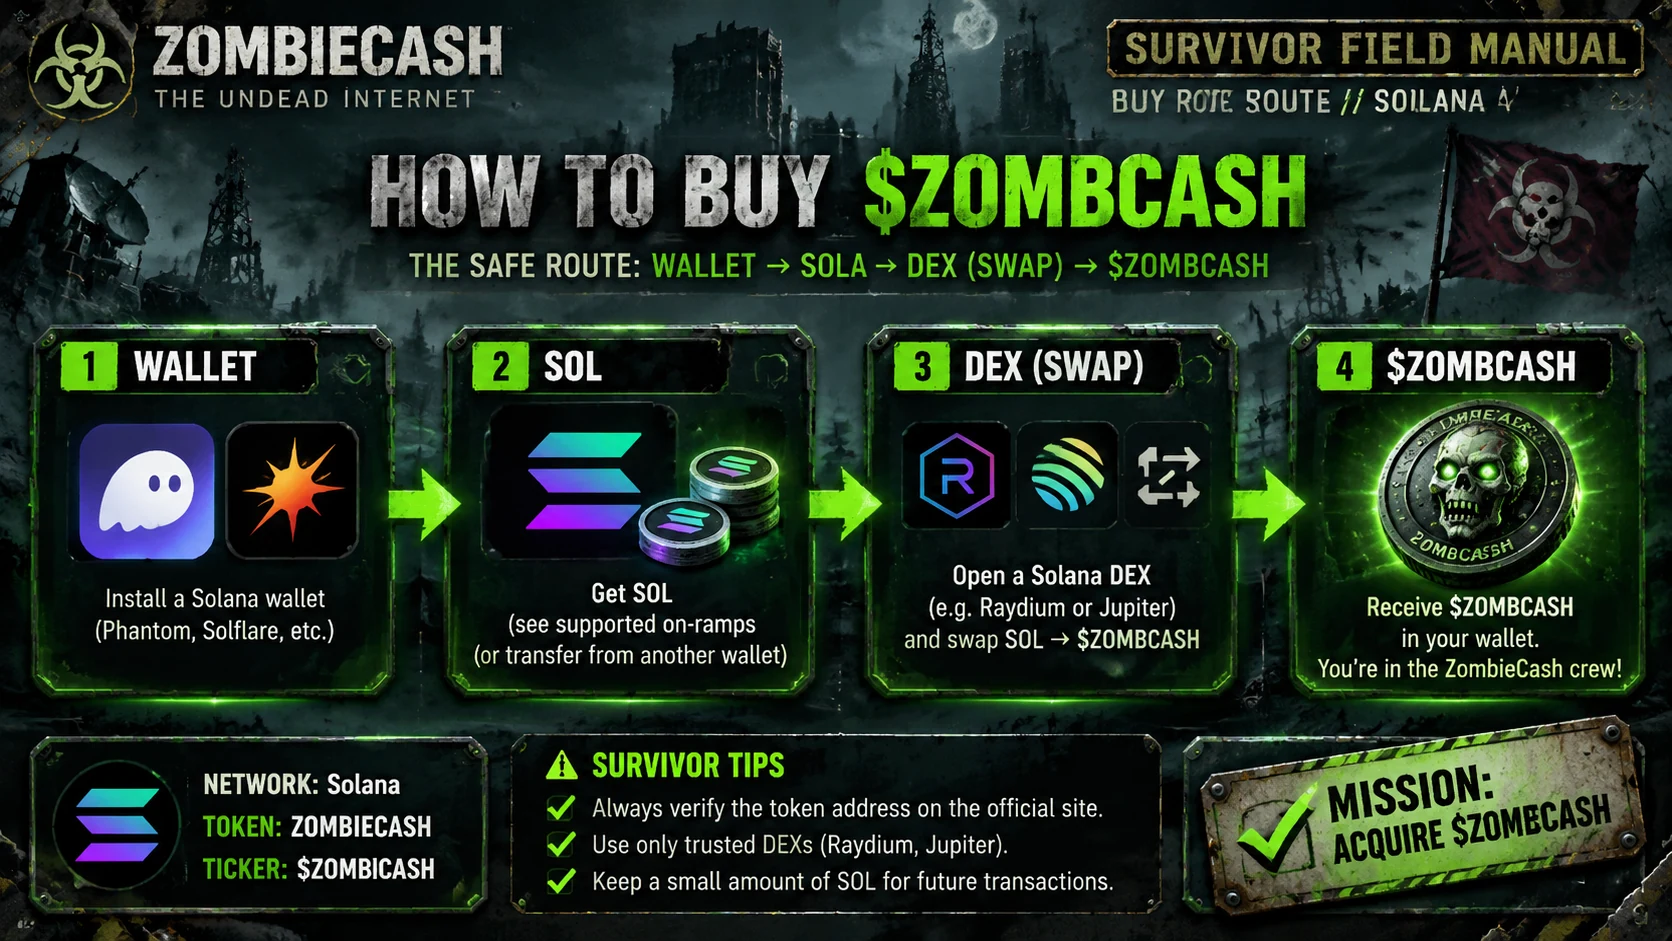 ZOMBIECASH
THE UNDEAD INTERNET
SURVIVOR FIELD MANUAL
BUY ROUTE // SOILANA
HOW TO BUY $ZOMBCASH
THE SAFE ROUTE: WALLET → SOLA → DEX (SWAP) → $ZOMBCASH
1 WALLET
Install a Solana wallet
(Phantom, Solflare, etc.)
2 SOL
Get SOL
(see supported on-ramps
(or transfer from another wallet)
3 DEX (SWAP)
R
Open a Solana DEX
(e.g. Raydium or Jupiter)
and swap SOL → $ZOMBCASH
4 $ZOMBCASH
ZOMBCASSH
Receive $ZOMBCASH
in your wallet.
You're in the ZombieCash crew!
NETWORK: Solana
TOKEN: ZOMBIECASH
TICKER: $ZOMBICASH
SURVIVOR TIPS
Always verify the token address on the official site.
Use only trusted DEXs (Raydium, Jupiter).
Keep a small amount of SOL for future transactions.
MISSION:
ACQUIRE $ZOMBCASH